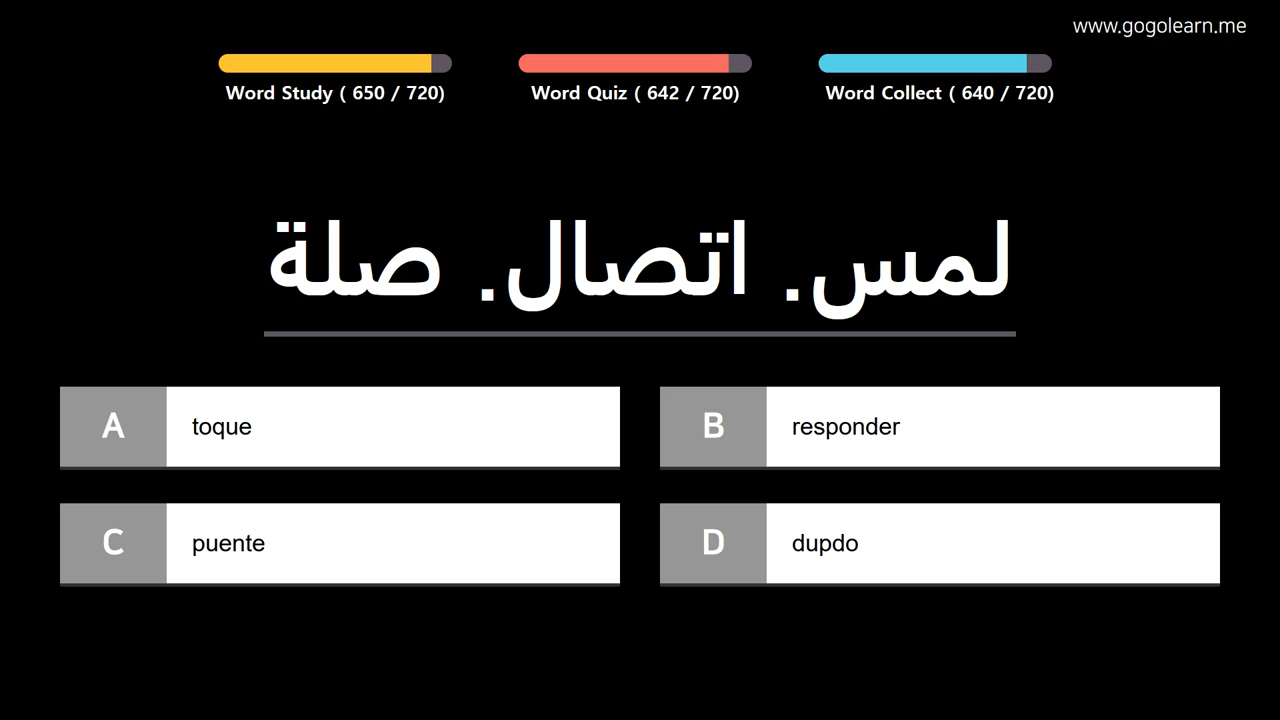 www.gogolearn.me
Word Study ( 650 / 720)
Word Quiz ( 642 / 720)
Word Collect ( 640 / 720)
لمس. اتصال. صلة
A toque
B responder
C puente
D dupdo